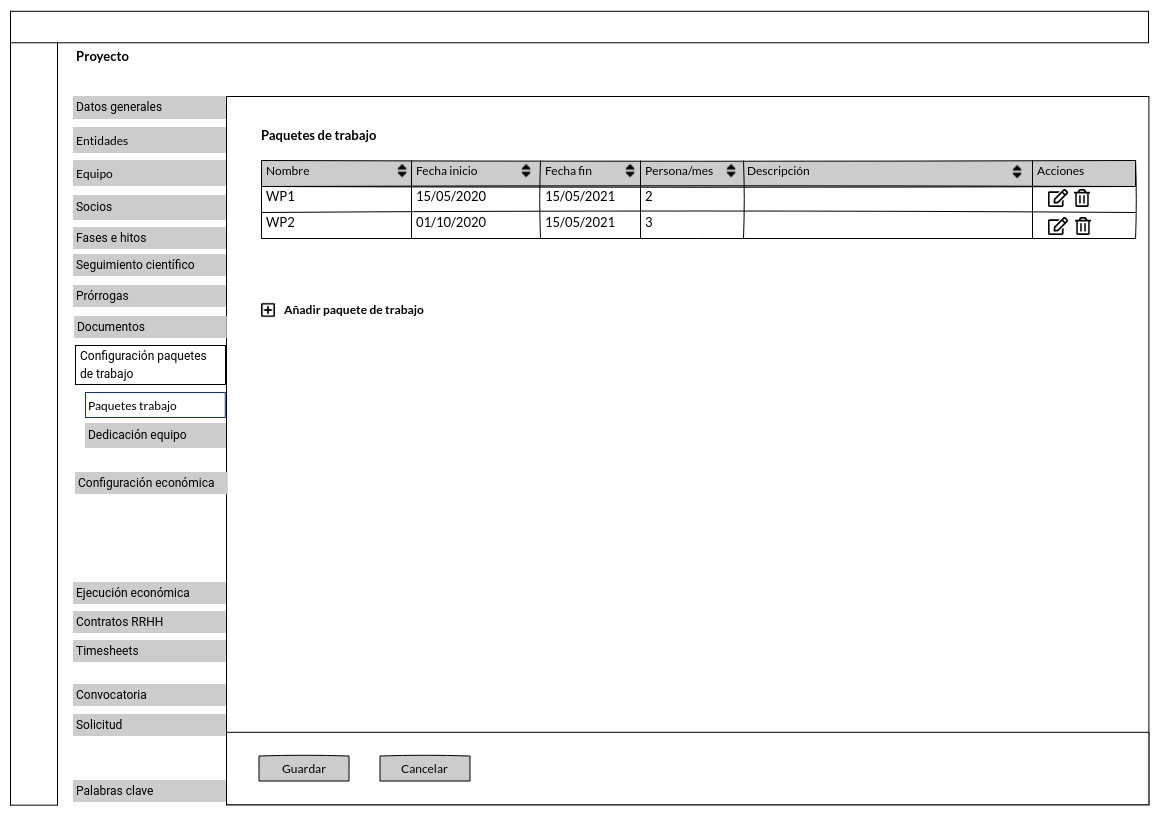 Proyecto
Datos generales
Entidades
Equipo
Socios
Fases e hitos
Seguimiento científico
Prórrogas
Documentos
Configuración paquetes
de trabajo
Paquetes trabajo
Dedicación equipo
Configuración económica
Ejecución económica
Contratos RRHH
Timesheets
Convocatoria
Solicitud
Palabras clave
Paquetes de trabajo
Nombre Fecha inicio Fecha fin Persona/mes Descripción Acciones
WP1 15/05/2020 15/05/2021 2
WP2 01/10/2020 15/05/2021 3
Añadir paquete de trabajo
Guardar Cancelar